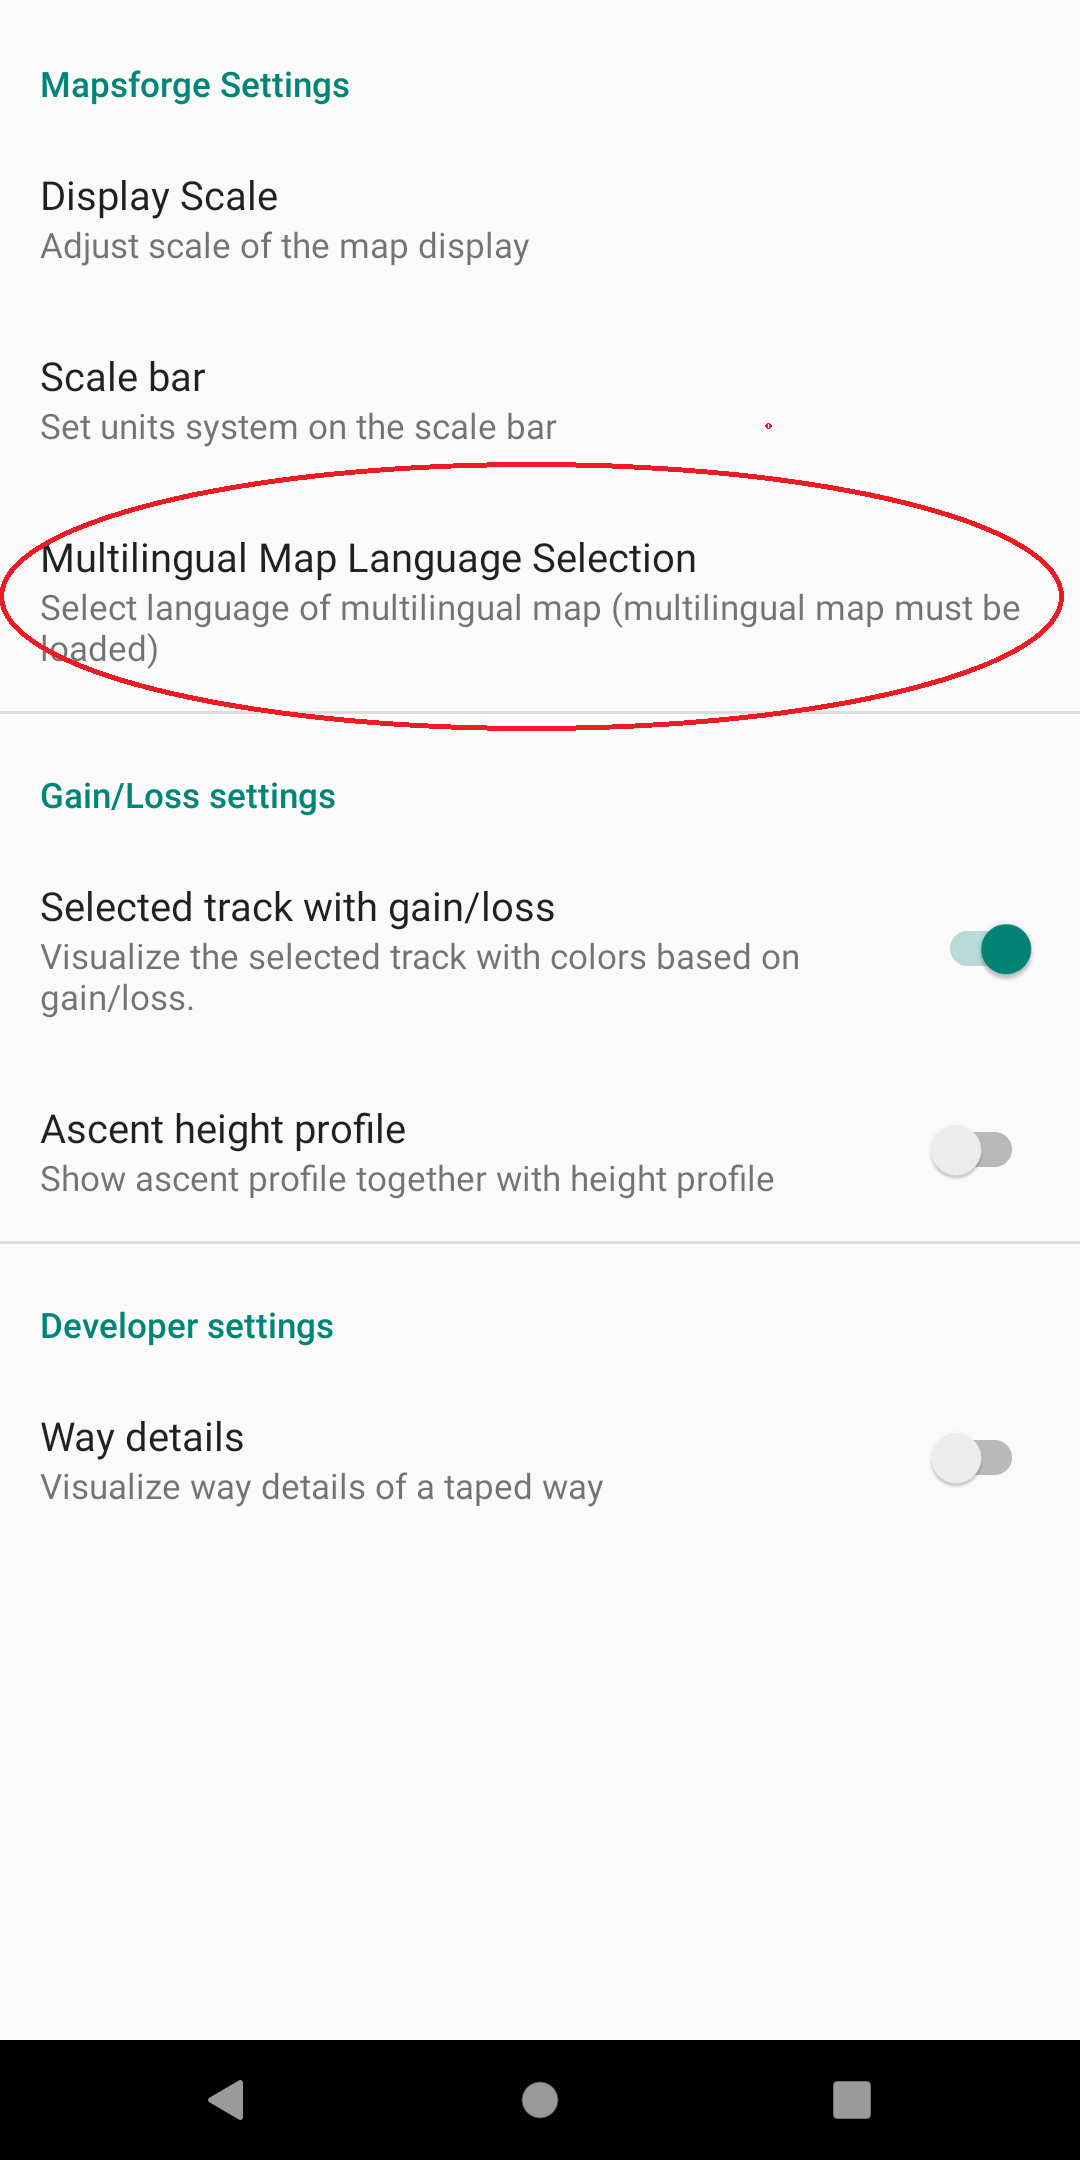 Mapsforge Settings
Display Scale
Adjust scale of the map display
Scale bar
Set units system on the scale bar
Multilingual Map Language Selection
Select language of multilingual map (multilingual map must be
loaded)
Gain/Loss settings
Selected track with gain/loss
Visualize the selected track with colors based on
gain/loss.
Ascent height profile
Show ascent profile together with height profile
Developer settings
Way details
Visualize way details of a taped way